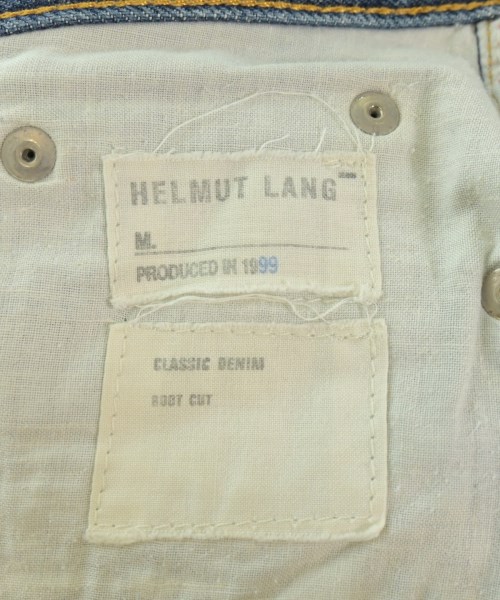 HELMUT LANG
M.
PRODUCED IN 1999
CLASSIC DENIM
BOOT CUT